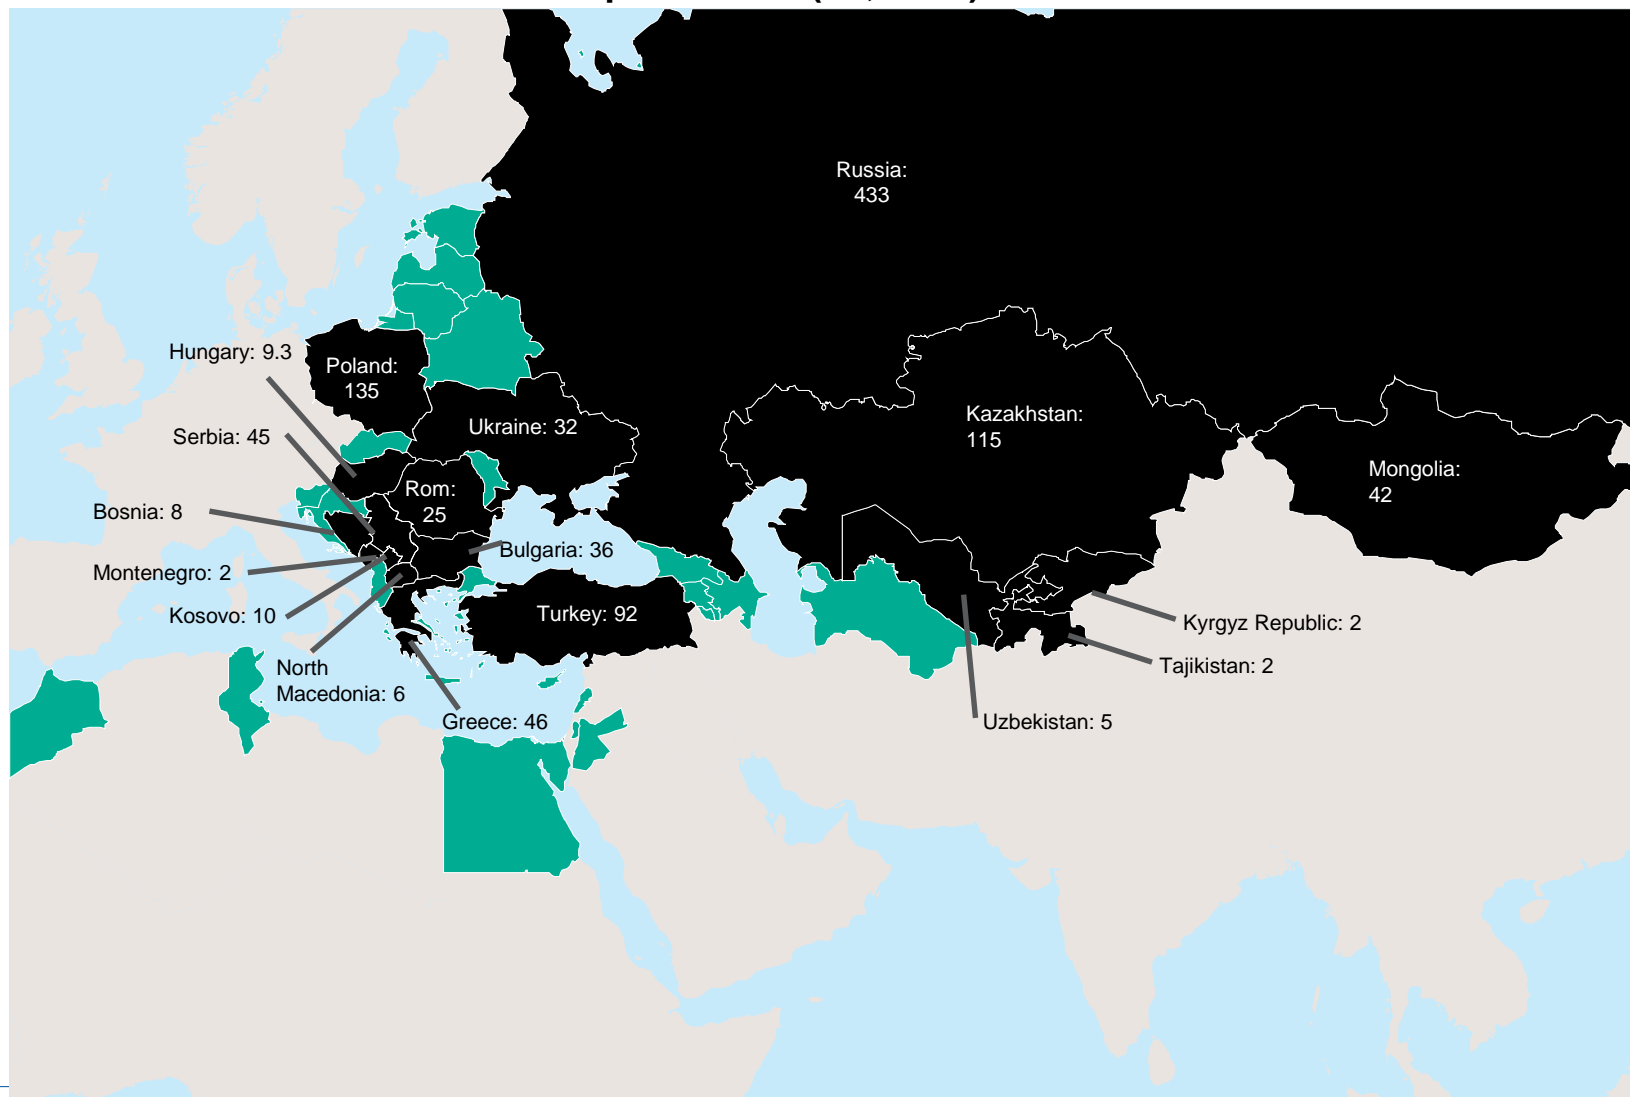 Russia:
433
Hungary: 9.3
Poland:
135
Kazakhstan:
115
Ukraine: 32
Serbia: 45
Mongolia:
42
Rom:
25
Bosnia: 8
Bulgaria: 36
Montenegro: 2
Kosovo: 10
Turkey: 92
Kyrgyz Republic: 2
Tajikistan: 2
North
Macedonia: 6
Greece: 46
Uzbekistan: 5